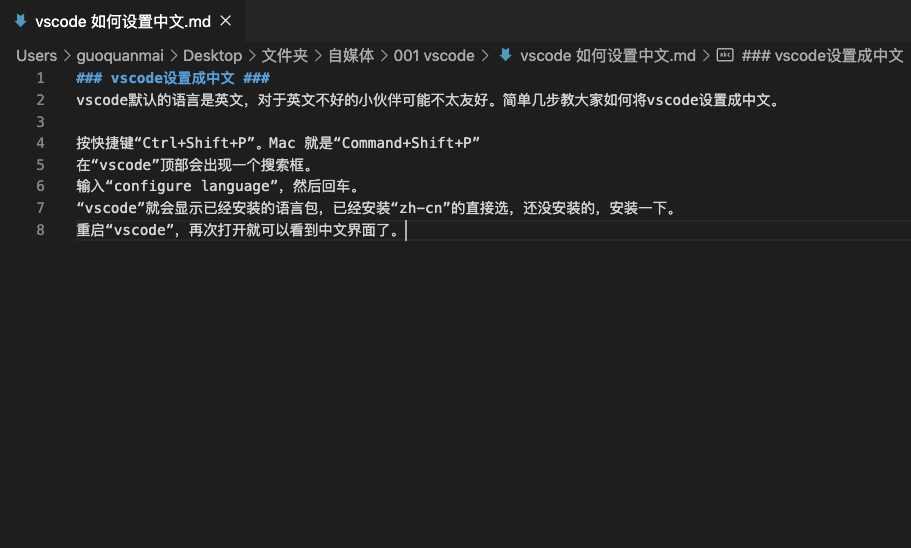 vscode 如何设置中文.md ×
Users > guoquanmai > Desktop > 文件夹 > 自媒体 > 001 vscode > vscode 如何设置中文.md > abc ### vscode设置成中文
1 ### vscode设置成中文 ###
2 vscode默认的语言是英文，对于英文不好的小伙伴可能不太友好。简单几步教大家如何将vscode设置成中文。
3
4 按快捷键“Ctrl+Shift+P”。Mac 就是“Command+Shift+P”
5 在“vscode”顶部会出现一个搜索框。
6 输入“configure language”，然后回车。
7 “vscode”就会显示已经安装的语言包，已经安装“zh-cn”的直接选，还没安装的，安装一下。
8 重启“vscode”，再次打开就可以看到中文界面了。